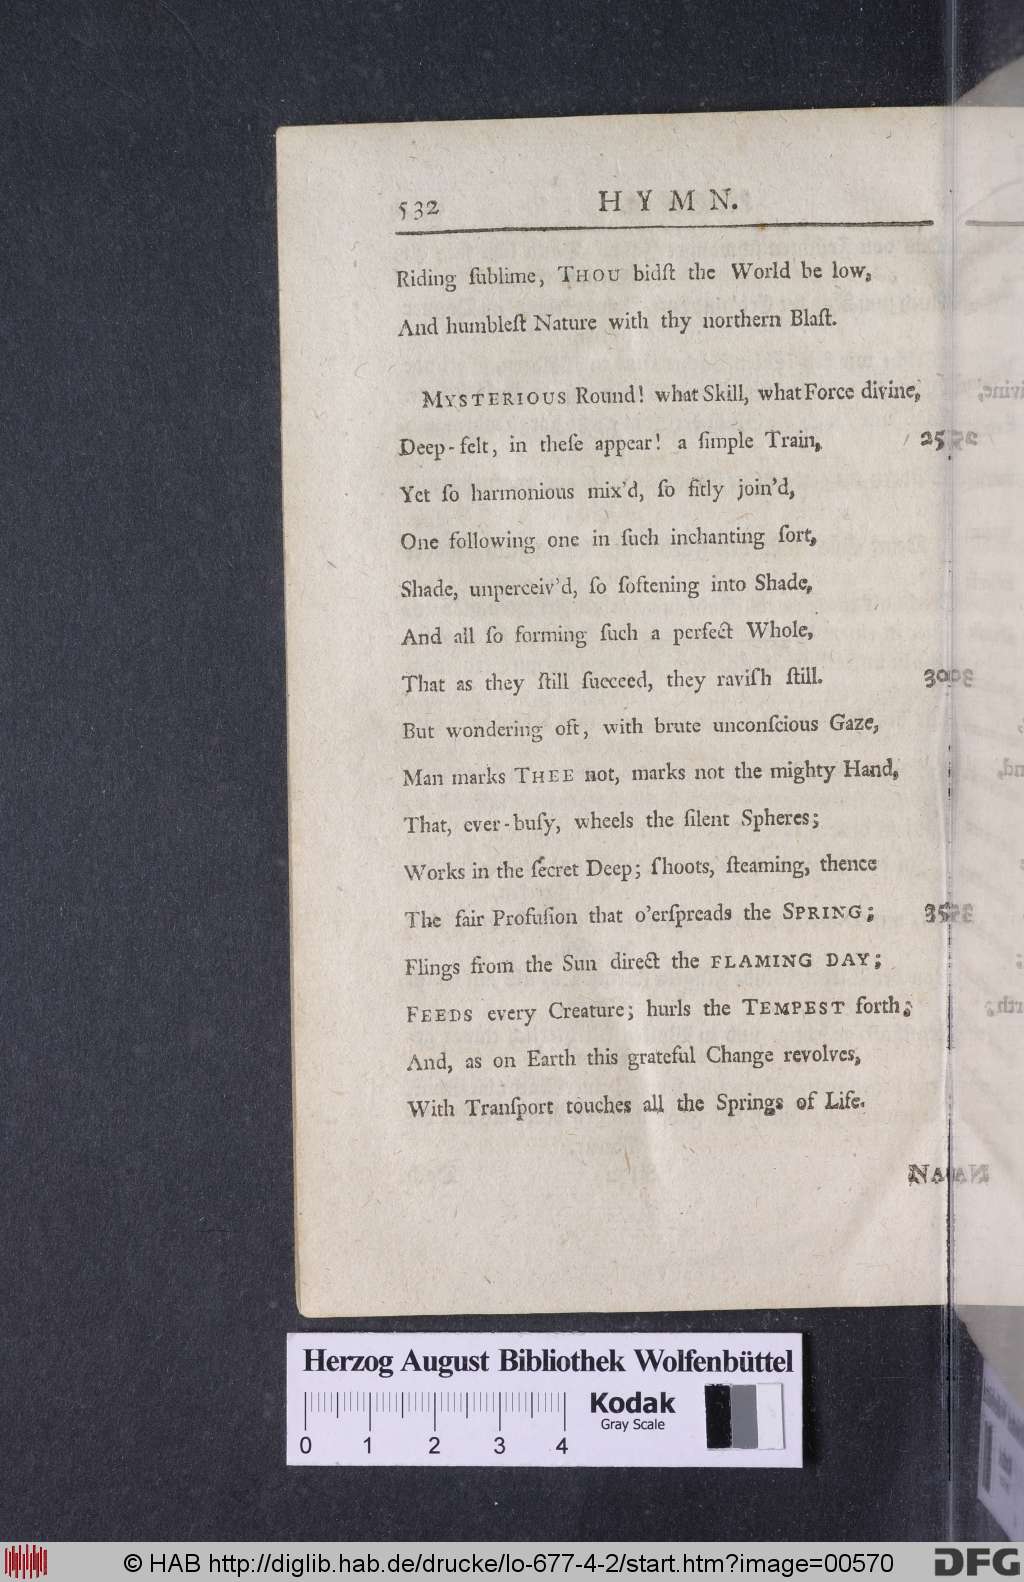 532 HYMN.
Riding ſublime, THOU bidſt the World be low,
And humbleſt Nature with thy northern Blaſt.
MYSTERIOUS Round! what Skill, what Force divine,
Deep-felt, in theſe appear! a ſimple Train, 25
Yet ſo harmonious mix'd, ſo fitly join'd,
One following one in ſuch inchanting ſort,
Shade, unperceiv'd, ſo ſoftening into Shade,
And all ſo forming ſuch a perfect Whole,
That as they ſtill ſucceed, they raviſh ſtill. 30
But wondering oft, with brute unconſcious Gaze,
Man marks THEE not, marks not the mighty Hand,
That, ever-buſy, wheels the ſilent Spheres;
Works in the ſecret Deep; ſhoots, ſteaming, thence
The fair Profuſion that o'erſpreads the SPRING; 35
Flings from the Sun direct the FLAMING DAY;
FEEDS every Creature; hurls the TEMPEST forth;
And, as on Earth this grateful Change revolves,
With Tranſport touches all the Springs of Life.
Herzog August Bibliothek Wolfenbüttel
0 1 2 3 4
Kodak
Gray Scale
© HAB http://diglib.hab.de/drucke/lo-677-4-2/start.htm?image=00570 DFG